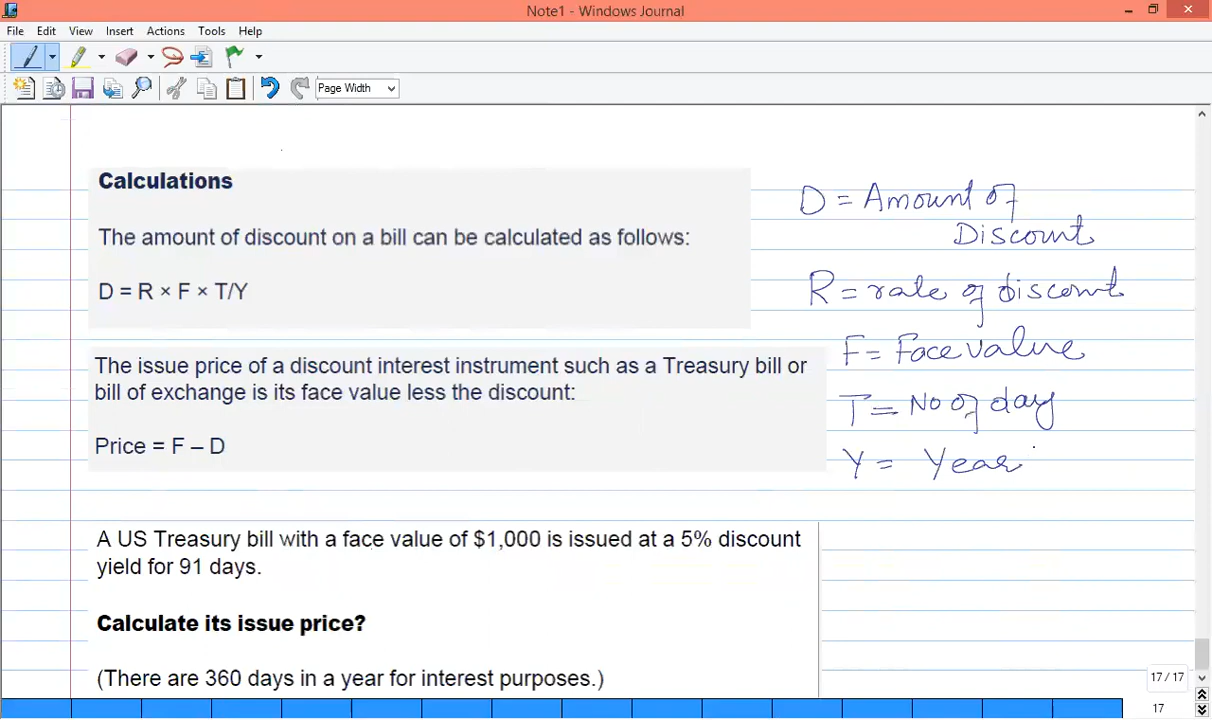 Note1 - Windows Journal
File Edit View Insert Actions Tools Help
Page Width
Calculations
The amount of discount on a bill can be calculated as follows:
D = R × F × T/Y
The issue price of a discount interest instrument such as a Treasury bill or
bill of exchange is its face value less the discount:
Price = F – D
D = Amount of
Discount
R = rate of discount
F = Face value
T = No of day
Y = Year
A US Treasury bill with a face value of $1,000 is issued at a 5% discount
yield for 91 days.
Calculate its issue price?
(There are 360 days in a year for interest purposes.)
17 / 17
17